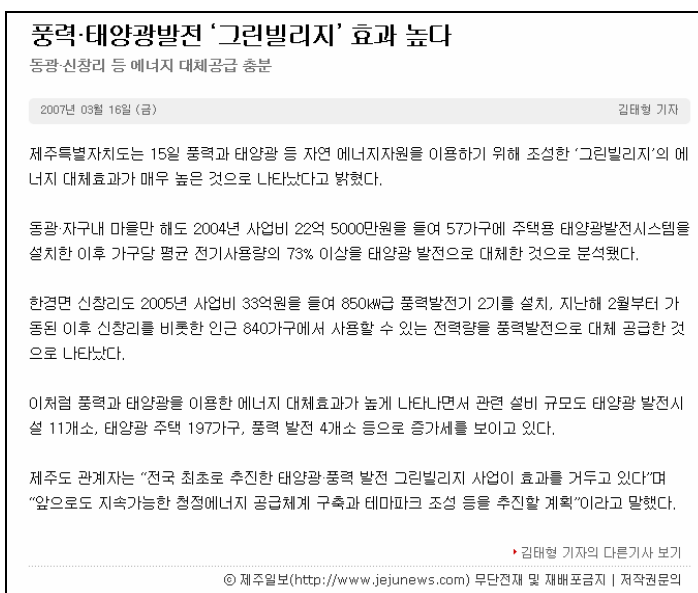 풍력·태양광발전 ‘그린빌리지’ 효과 높다
동광·신창리 등 에너지 대체공급 충분
2007년 03월 16일 (금) 김태형 기자
제주특별자치도는 15일 풍력과 태양광 등 자연 에너지자원을 이용하기 위해 조성한 ‘그린빌리지’의 에
너지 대체효과가 매우 높은 것으로 나타났다고 밝혔다.
동광·자구내 마을만 해도 2004년 사업비 22억 5000만원을 들여 57가구에 주택용 태양광발전시스템을
설치한 이후 가구당 평균 전기사용량의 73% 이상을 태양광 발전으로 대체한 것으로 분석됐다.
한경면 신창리도 2005년 사업비 33억원을 들여 850㎾급 풍력발전기 2기를 설치, 지난해 2월부터 가
동된 이후 신창리를 비롯한 인근 840가구에서 사용할 수 있는 전력량을 풍력발전으로 대체 공급한 것
으로 나타났다.
이처럼 풍력과 태양광을 이용한 에너지 대체효과가 높게 나타나면서 관련 설비 규모도 태양광 발전시
설 11개소, 태양광 주택 197가구, 풍력 발전 4개소 등으로 증가세를 보이고 있다.
제주도 관계자는 “전국 최초로 추진한 태양광·풍력 발전 그린빌리지 사업이 효과를 거두고 있다”며
“앞으로도 지속가능한 청정에너지 공급체계 구축과 테마파크 조성 등을 추진할 계획”이라고 말했다.
김태형 기자의 다른기사 보기
ⓒ 제주일보(http://www.jejunews.com) 무단전재 및 재배포금지 | 저작권문의